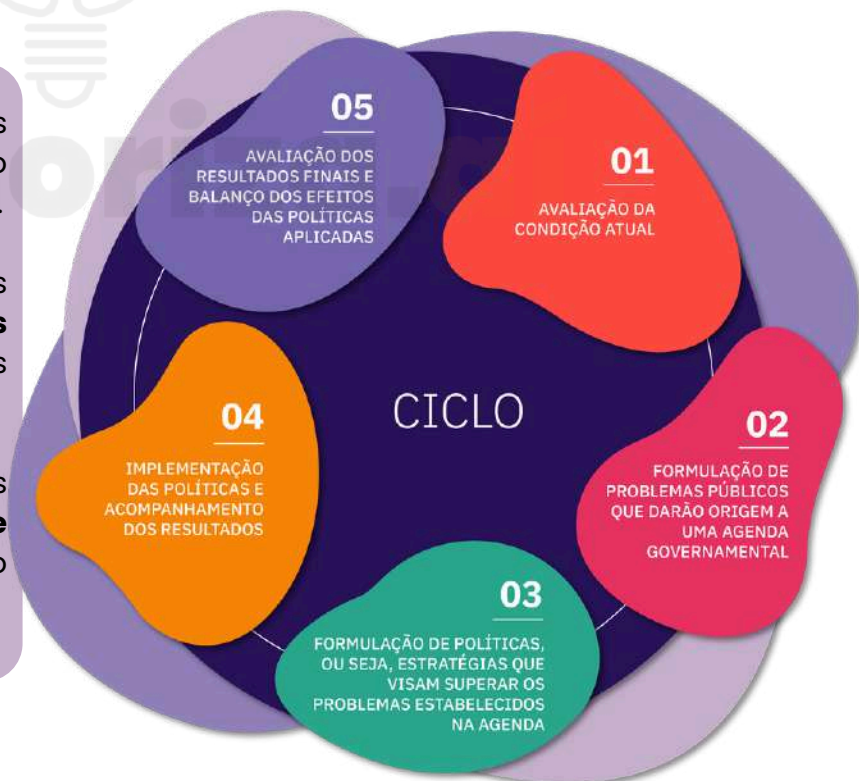 CICLO
01
AVALIAÇÃO DA
CONDIÇÃO ATUAL
02
FORMULAÇÃO DE
PROBLEMAS PÚBLICOS
QUE DARÃO ORIGEM A
UMA AGENDA
GOVERNAMENTAL
03
FORMULAÇÃO DE POLÍTICAS,
OU SEJA, ESTRATÉGIAS QUE
VISAM SUPERAR OS
PROBLEMAS ESTABELECIDOS
NA AGENDA
04
IMPLEMENTAÇÃO
DAS POLÍTICAS E
ACOMPANHAMENTO
DOS RESULTADOS
05
AVALIAÇÃO DOS
RESULTADOS FINAIS E
BALANÇO DOS EFEITOS
DAS POLÍTICAS
APLICADAS